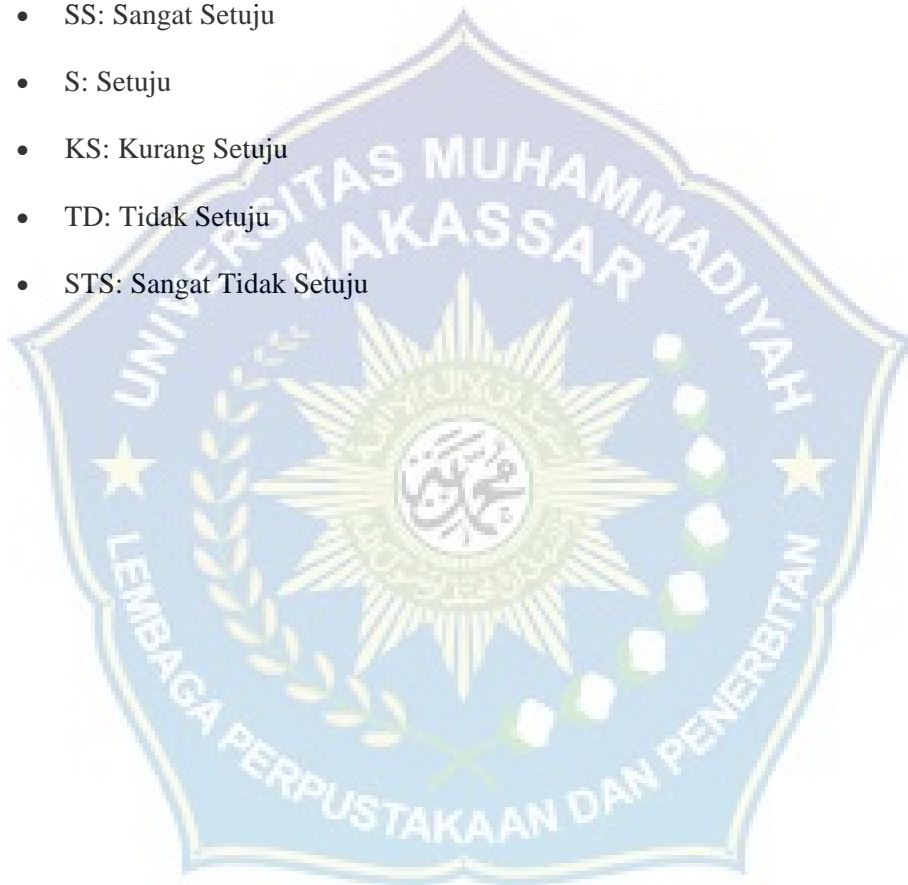 • SS: Sangat Setuju
• S: Setuju
• KS: Kurang Setuju
• TD: Tidak Setuju
• STS: Sangat Tidak Setuju
UNIVERSITAS MUHAMMADIYAH
MAKASSAR
LEMBAGA PERPUSTAKAAN DAN PENERBITAN